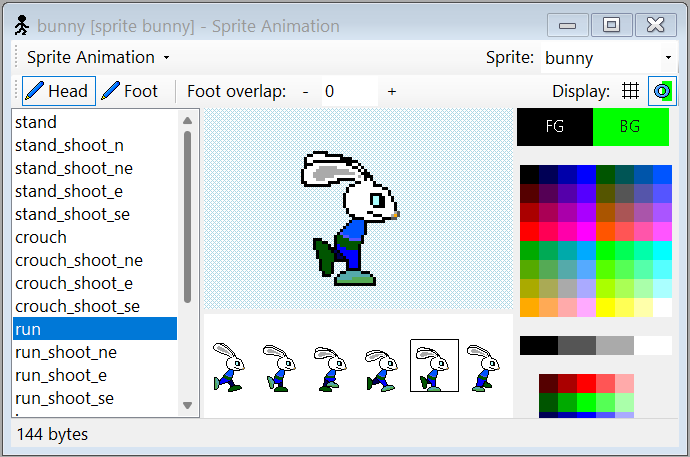 bunny [sprite bunny] - Sprite Animation
Sprite Animation Sprite: bunny
Head Foot Foot overlap: - 0 + Display:
stand
stand_shoot_n
stand_shoot_ne
stand_shoot_e
stand_shoot_se
crouch
crouch_shoot_ne
crouch_shoot_e
crouch_shoot_se
run
run_shoot_ne
run_shoot_e
run_shoot_se
FG BG
144 bytes